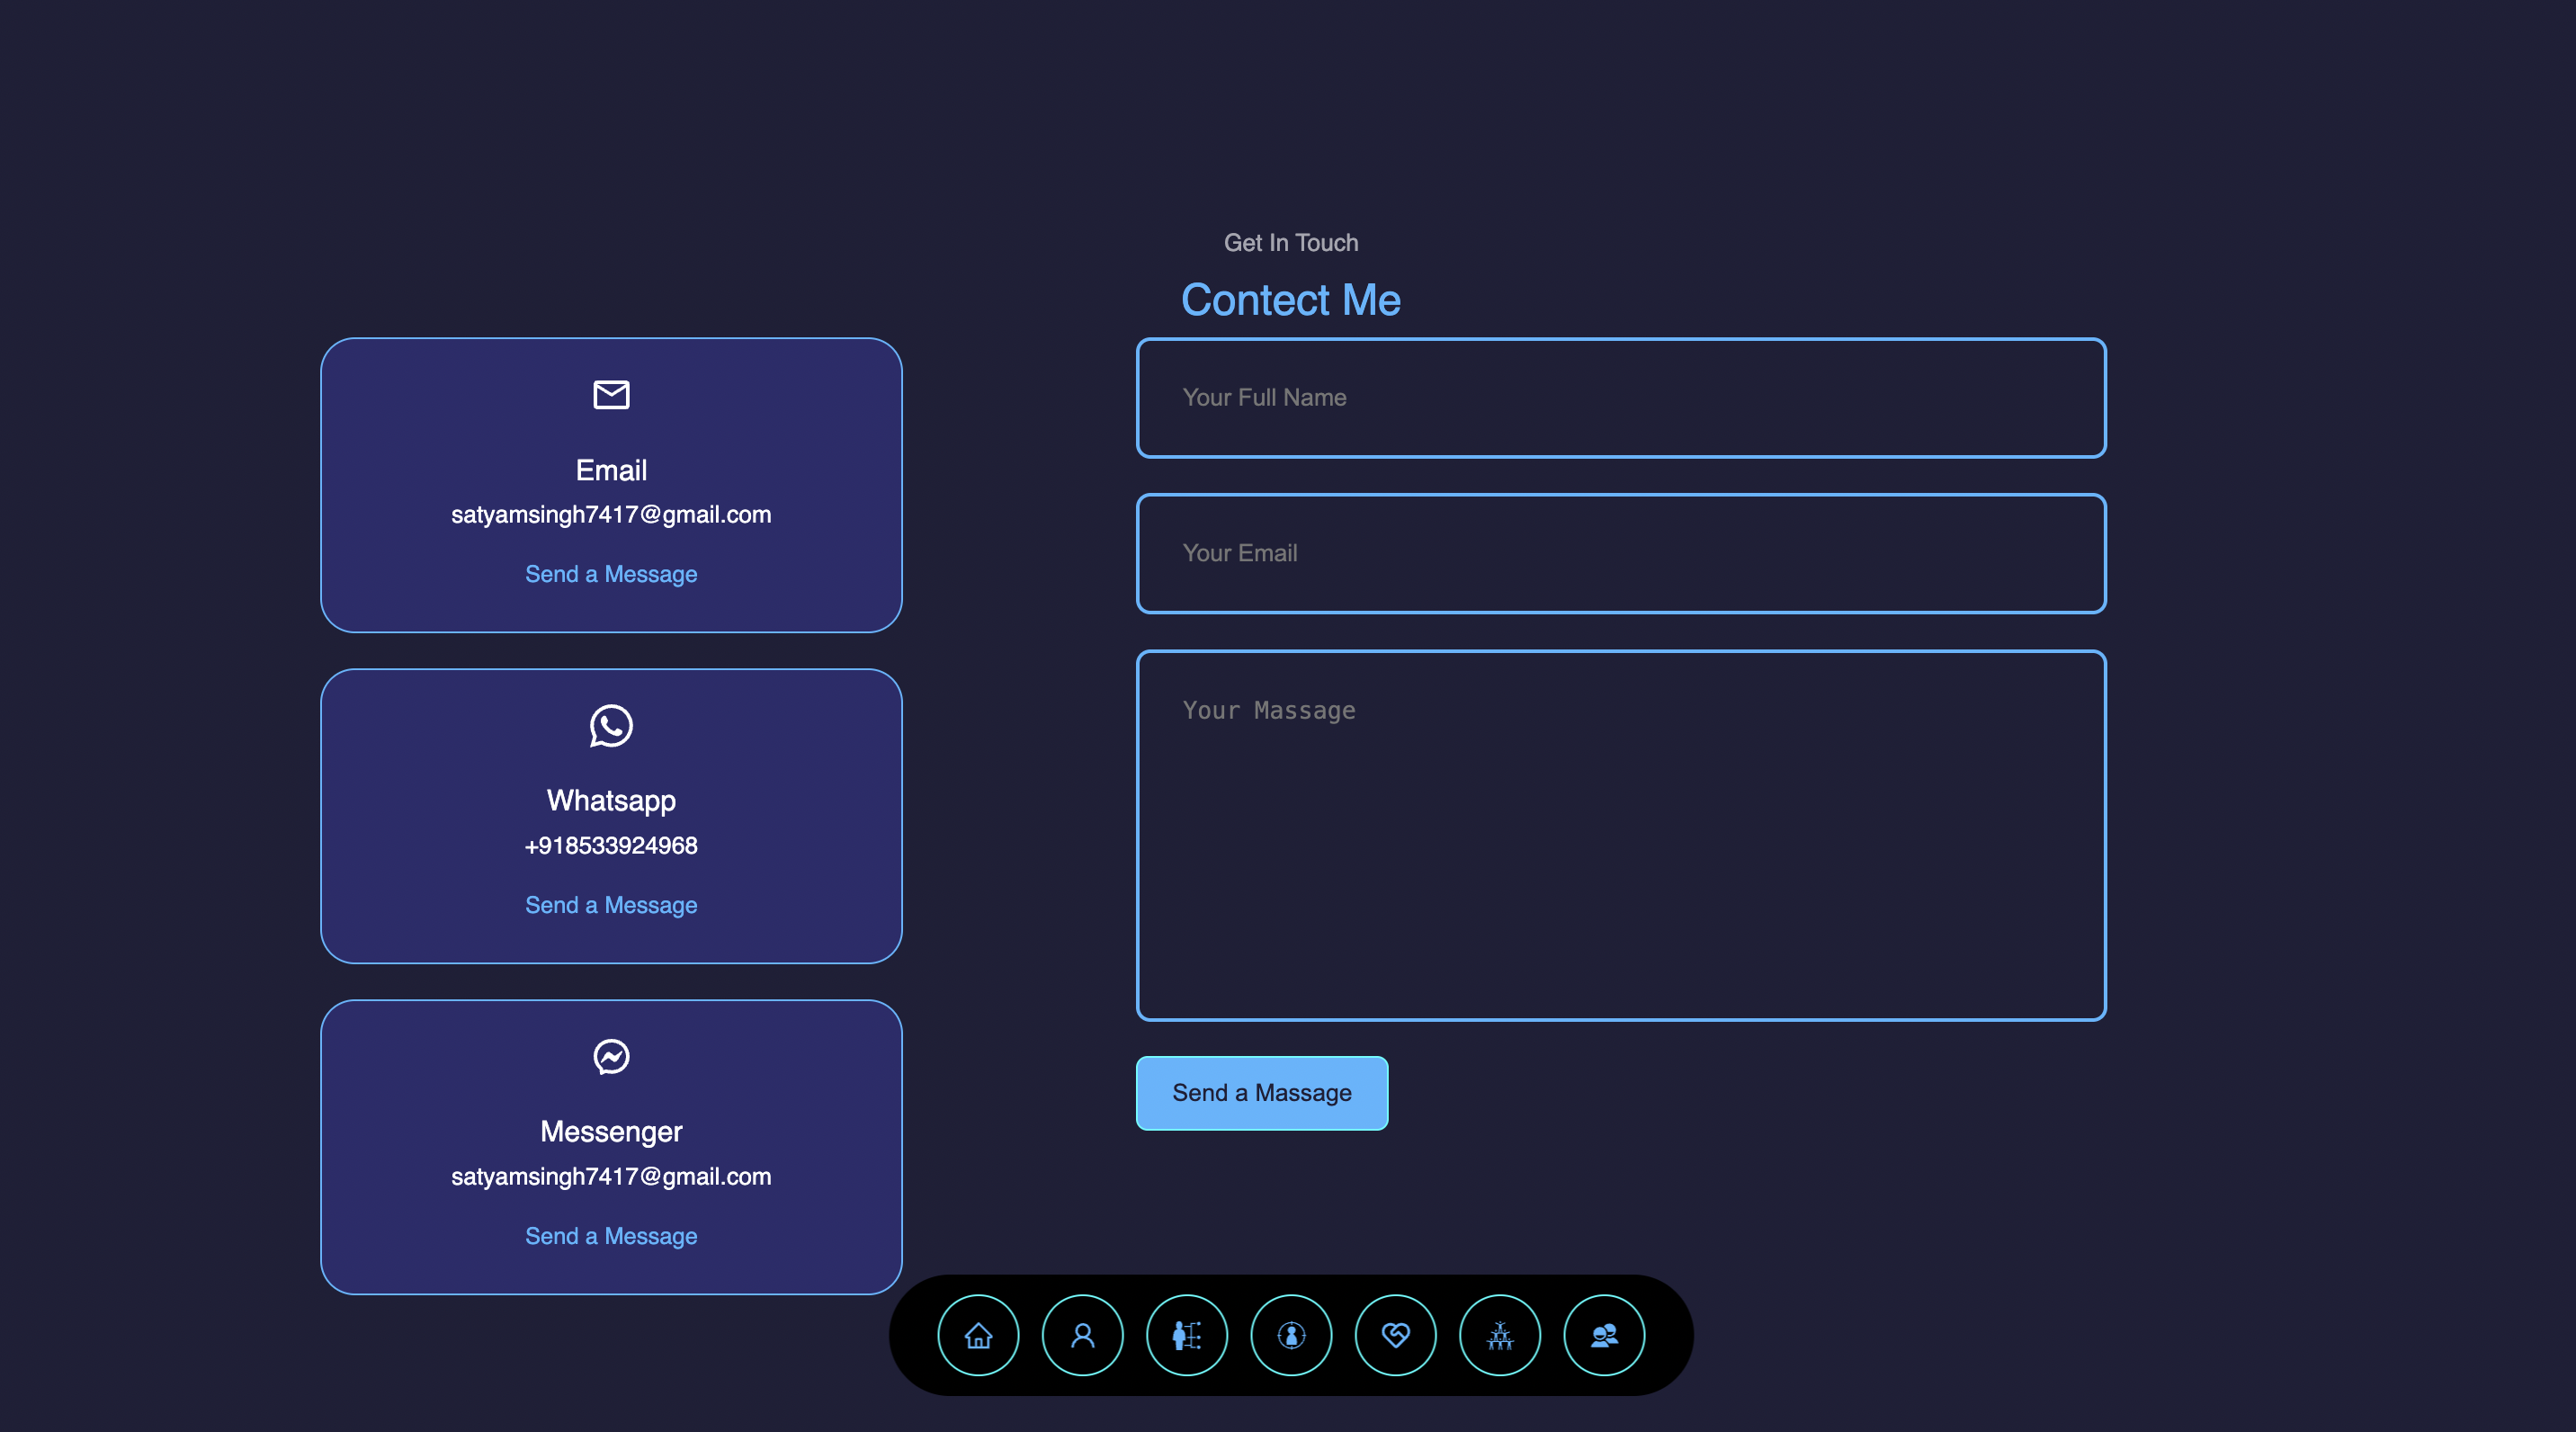 Get In Touch
Contect Me
Email
satyamsingh7417@gmail.com
Send a Message
Whatsapp
+918533924968
Send a Message
Messenger
satyamsingh7417@gmail.com
Send a Message
Your Full Name
Your Email
Your Massage
Send a Massage